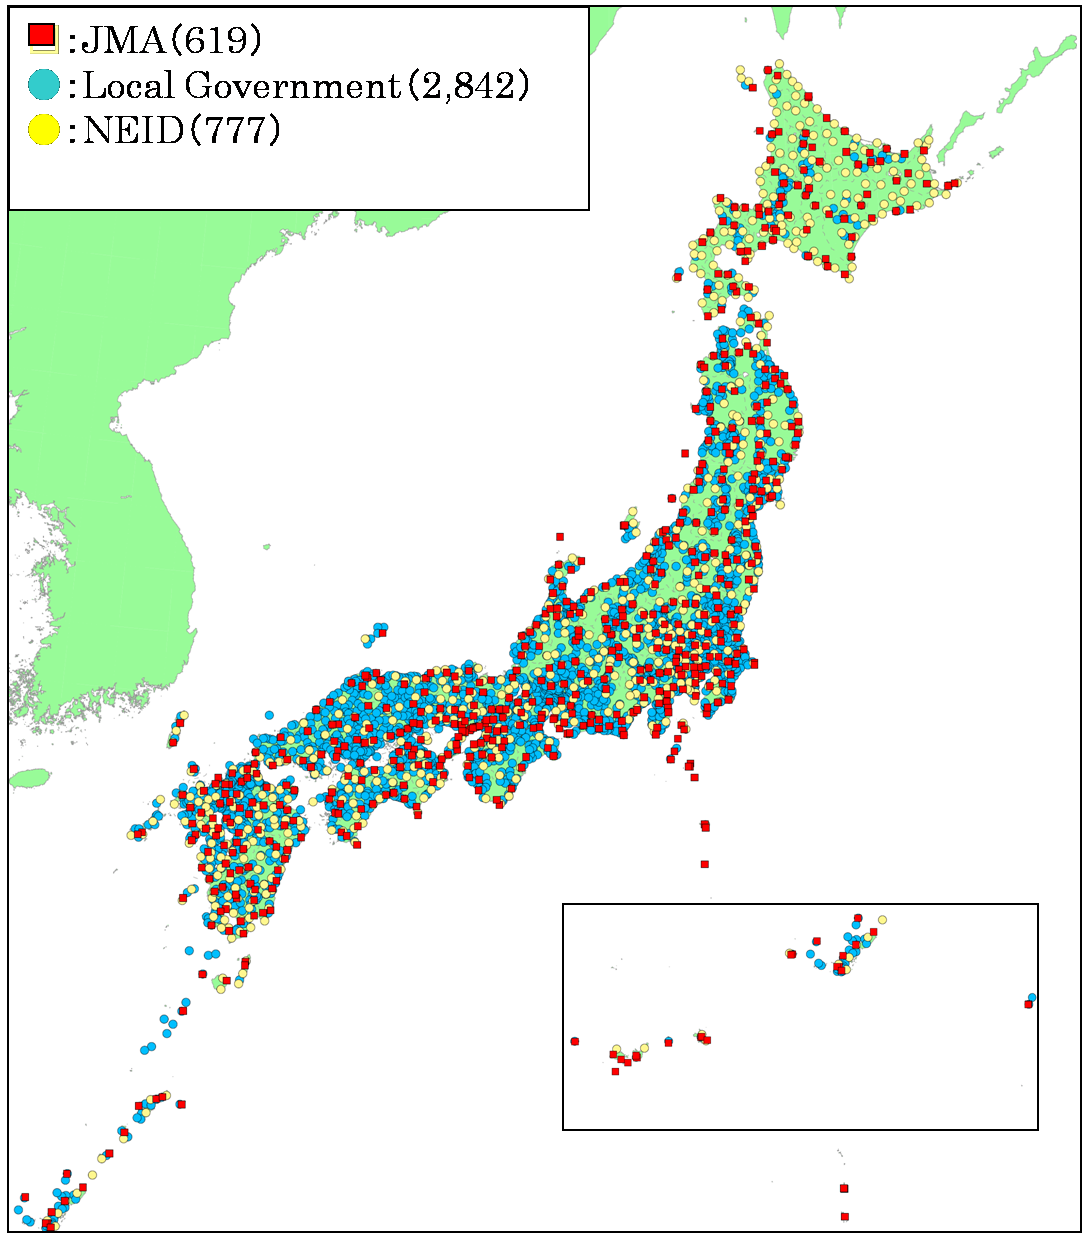 :JMA(619)
:Local Government(2,842)
:NEID(777)